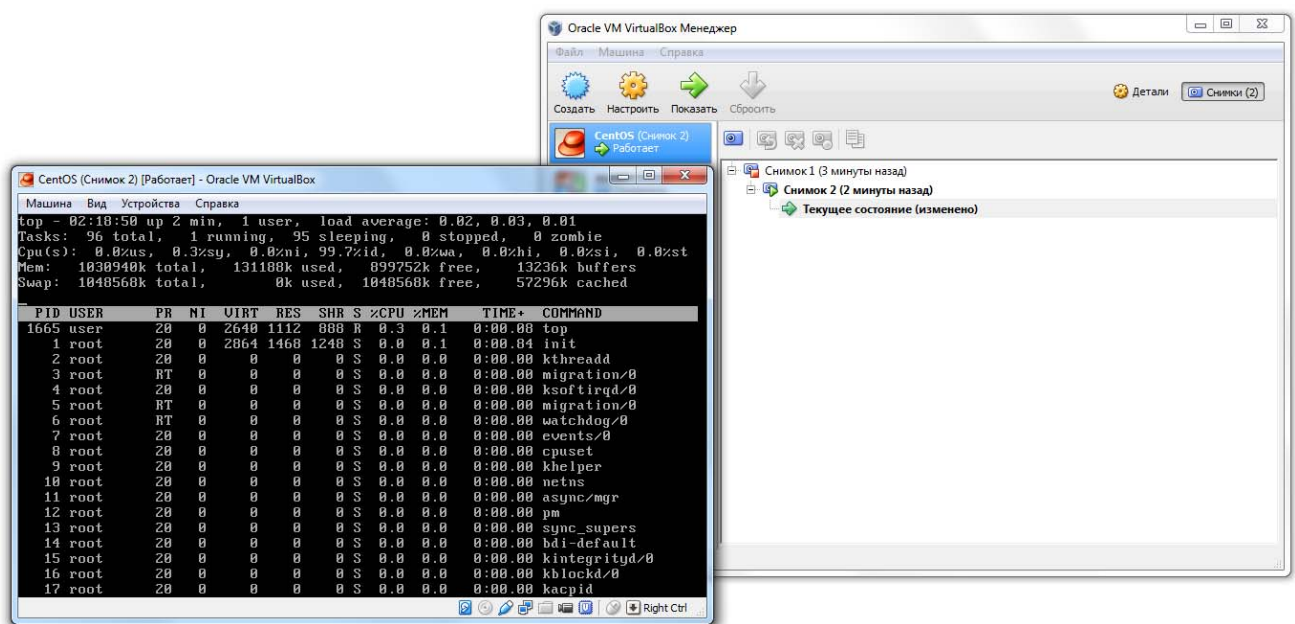 Oracle VM VirtualBox Менеджер
Файл Машина Справка
Создать Настроить Показать Сбросить
Детали Снимки (2)
CentOS (Снимок 2)
Работает
Снимок 1 (3 минуты назад)
Снимок 2 (2 минуты назад)
Текущее состояние (изменено)
CentOS (Снимок 2) [Работает] - Oracle VM VirtualBox
Машина Вид Устройства Справка
top - 02:18:50 up 2 min, 1 user, load average: 0.02, 0.03, 0.01
Tasks: 96 total, 1 running, 95 sleeping, 0 stopped, 0 zombie
Cpu(s): 0.0%us, 0.3%sy, 0.0%ni, 99.7%id, 0.0%wa, 0.0%hi, 0.0%si, 0.0%st
Mem: 1030940k total, 131188k used, 899752k free, 13236k buffers
Swap: 1048568k total, 0k used, 1048568k free, 57296k cached
PID USER PR NI VIRT RES SHR S %CPU %MEM TIME+ COMMAND
1665 user 20 0 2640 1112 888 R 0.3 0.1 0:00.08 top
1 root 20 0 2864 1468 1248 S 0.0 0.1 0:00.84 init
2 root 20 0 0 0 0 S 0.0 0.0 0:00.00 kthreadd
3 root RT 0 0 0 0 S 0.0 0.0 0:00.00 migration/0
4 root 20 0 0 0 0 S 0.0 0.0 0:00.00 ksoftirqd/0
5 root RT 0 0 0 0 S 0.0 0.0 0:00.00 migration/0
6 root RT 0 0 0 0 S 0.0 0.0 0:00.00 watchdog/0
7 root 20 0 0 0 0 S 0.0 0.0 0:00.00 events/0
8 root 20 0 0 0 0 S 0.0 0.0 0:00.00 cpuset
9 root 20 0 0 0 0 S 0.0 0.0 0:00.00 khelper
10 root 20 0 0 0 0 S 0.0 0.0 0:00.00 netns
11 root 20 0 0 0 0 S 0.0 0.0 0:00.00 async/mgr
12 root 20 0 0 0 0 S 0.0 0.0 0:00.00 pm
13 root 20 0 0 0 0 S 0.0 0.0 0:00.00 sync_supers
14 root 20 0 0 0 0 S 0.0 0.0 0:00.00 bdi-default
15 root 20 0 0 0 0 S 0.0 0.0 0:00.00 kintegrityd/0
16 root 20 0 0 0 0 S 0.0 0.0 0:00.00 kblockd/0
17 root 20 0 0 0 0 S 0.0 0.0 0:00.00 kacpid
Right Ctrl